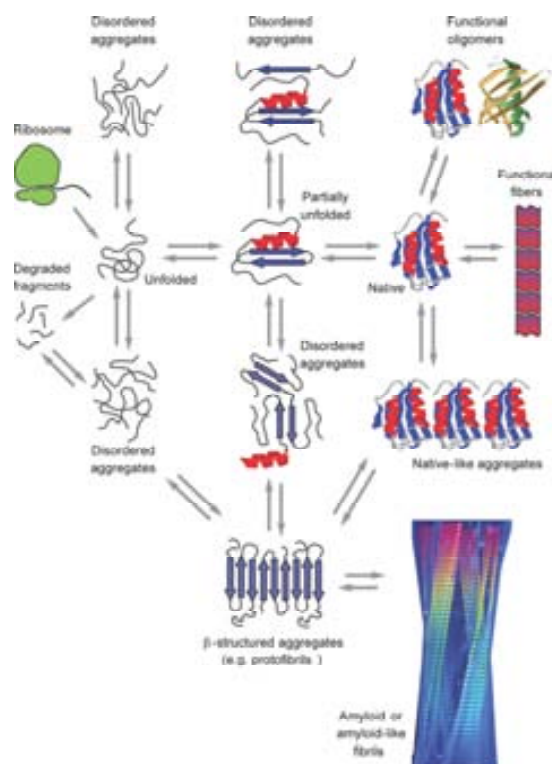 Disordered
aggregates
Disordered
aggregates
Functional
oligomers
Ribosome
Functional
fibers
Partially
unfolded
Degraded
fragments
Unfolded
Native
Disordered
aggregates
Disordered
aggregates
Native-like aggregates
β-structured aggregates
(e.g. protofibrils )
Amyloid or
amyloid-like
fibrils